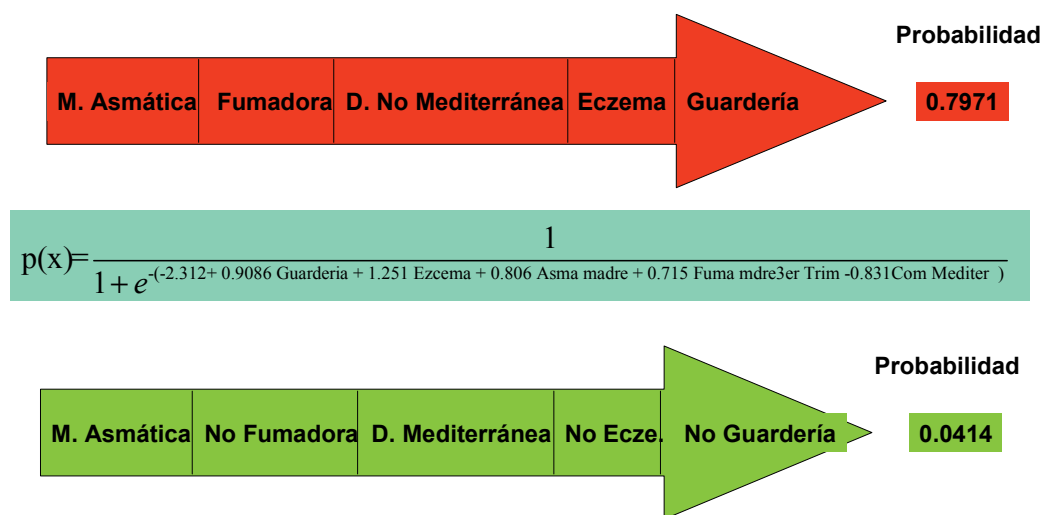 Probabilidad
M. Asmática Fumadora D. No Mediterránea Eczema Guardería 0.7971
p(x)= 1
1+e -(-2.312+ 0.9086 Guarderia + 1.251 Ezcema + 0.806 Asma madre + 0.715 Fuma mdre3er Trim -0.831Com Mediter )
Probabilidad
M. Asmática No Fumadora D. Mediterránea No Ecze. No Guardería 0.0414